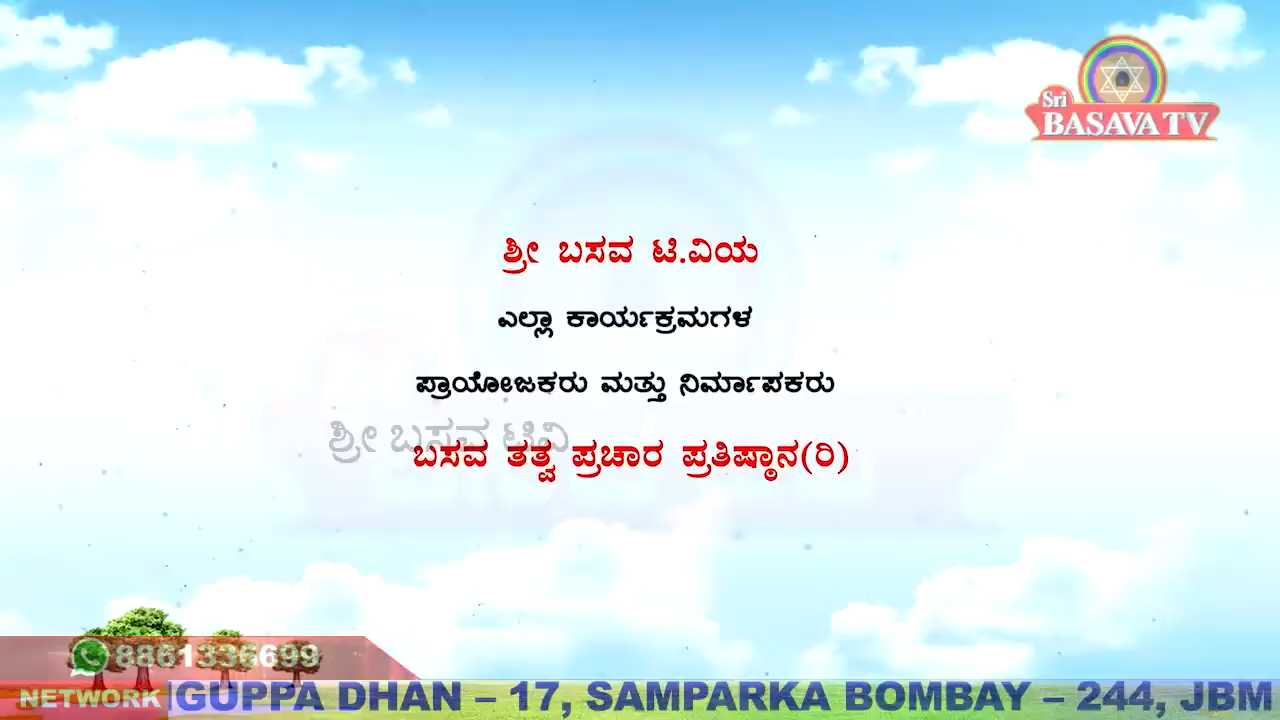 Sri
BASAVA TV
ಶ್ರೀ ಬಸವ ಟಿ.ವಿಯ
ಎಲ್ಲಾ ಕಾರ್ಯಕ್ರಮಗಳ
ಪ್ರಾಯೋಜಕರು ಮತ್ತು ನಿರ್ಮಾಪಕರು
ಶ್ರೀ ಬಸವ ಟಿವಿ
ಬಸವ ತತ್ವ ಪ್ರಚಾರ ಪ್ರತಿಷ್ಠಾನ(ರಿ)
8861336699
NETWORK GUPPA DHAN – 17, SAMPARKA BOMBAY – 244, JBM